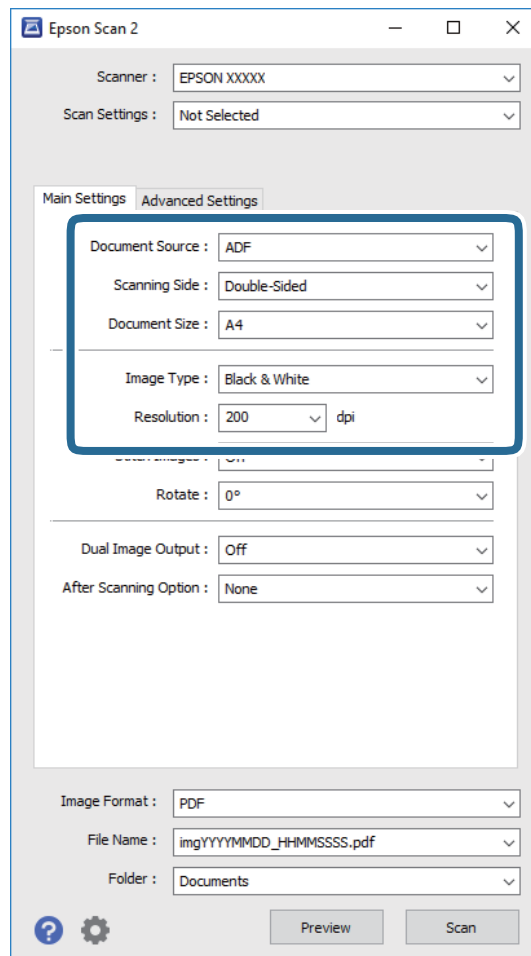 Epson Scan 2
Scanner : EPSON XXXXX
Scan Settings : Not Selected
Main Settings Advanced Settings
Document Source : ADF
Scanning Side : Double-Sided
Document Size : A4
Image Type : Black & White
Resolution : 200 dpi
Rotate : 0°
Dual Image Output : Off
After Scanning Option : None
Image Format : PDF
File Name : imgYYYYMMDD_HHMMSSSS.pdf
Folder : Documents
? Preview Scan